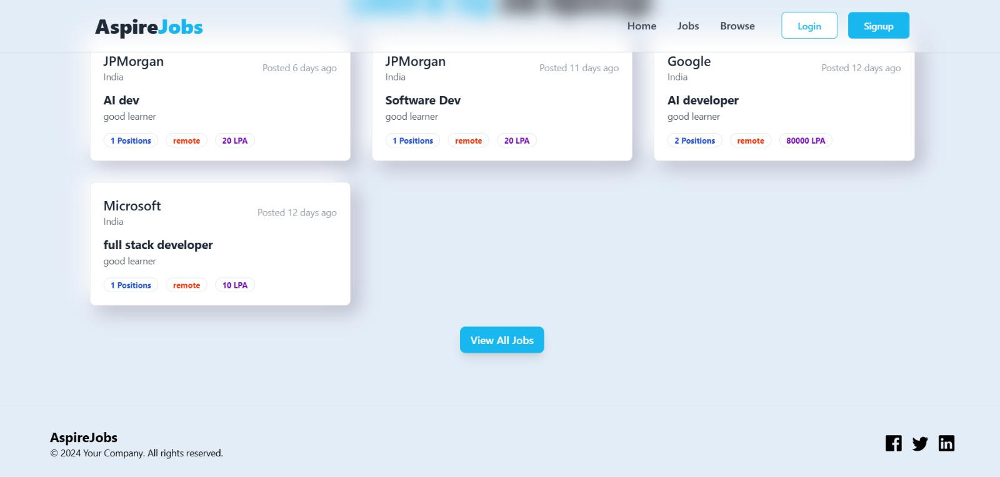 AspireJobs
Home
Jobs
Browse
Login
Signup
JPMorgan
India
Posted 6 days ago
AI dev
good learner
1 Positions
remote
20 LPA
JPMorgan
India
Posted 11 days ago
Software Dev
good learner
1 Positions
remote
20 LPA
Google
India
Posted 12 days ago
AI developer
good learner
2 Positions
remote
80000 LPA
Microsoft
India
Posted 12 days ago
full stack developer
good learner
1 Positions
remote
10 LPA
View All Jobs
AspireJobs
© 2024 Your Company. All rights reserved.